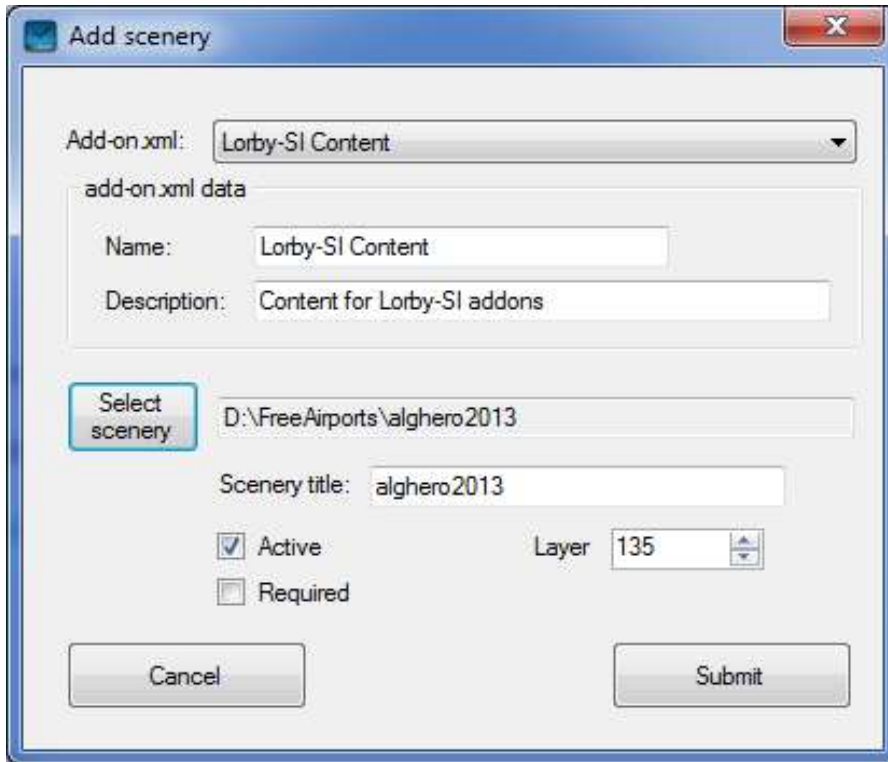 Add scenery
Add-on.xml: Lorby-SI Content
add-on.xml data
Name: Lorby-SI Content
Description: Content for Lorby-SI addons
Select scenery
D:\FreeAirports\alghero2013
Scenery title: alghero2013
Active
Layer 135
Required
Cancel
Submit